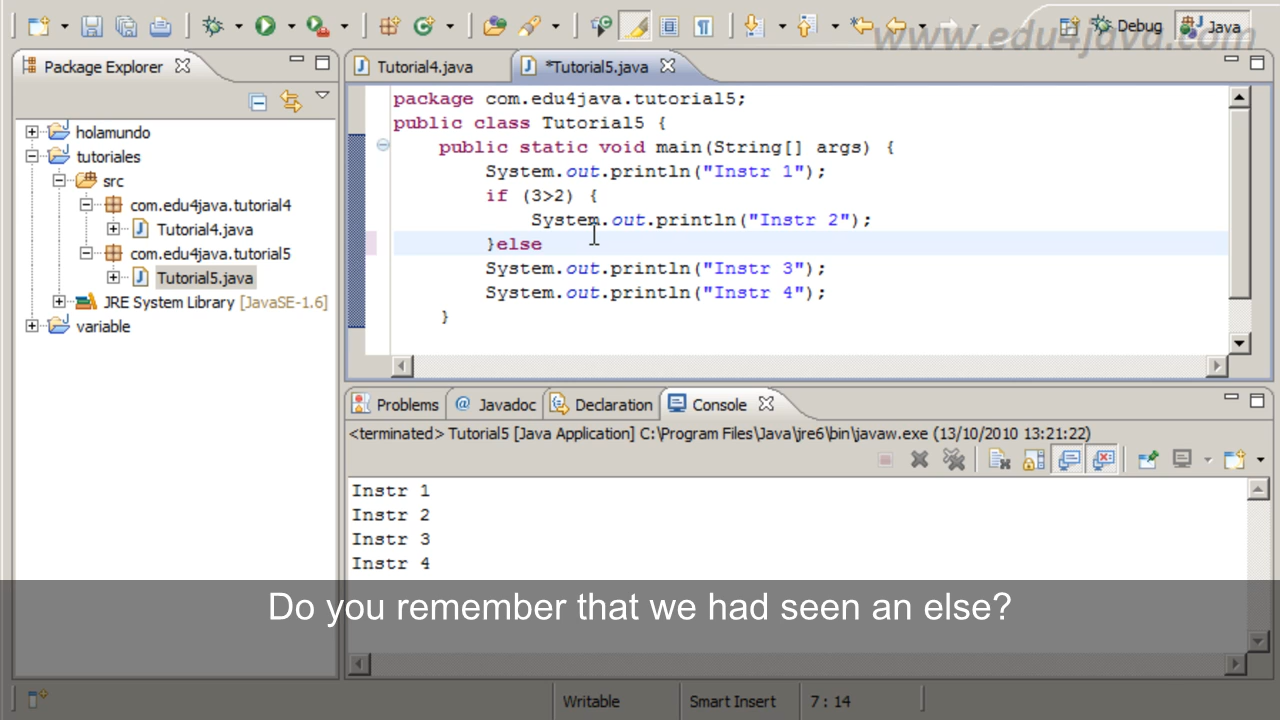 www.edu4java.com
Debug
Java
Package Explorer
holamundo
tutoriales
src
com.edu4java.tutorial4
Tutorial4.java
com.edu4java.tutorial5
Tutorial5.java
JRE System Library [JavaSE-1.6]
variable
Tutorial4.java
*Tutorial5.java
package com.edu4java.tutorial5;
public class Tutorial5 {
public static void main(String[] args) {
System.out.println("Instr 1");
if (3>2) {
System.out.println("Instr 2");
}else
System.out.println("Instr 3");
System.out.println("Instr 4");
}
Problems
@ Javadoc
Declaration
Console
<terminated> Tutorial5 [Java Application] C:\Program Files\Java\jre6\bin\javaw.exe (13/10/2010 13:21:22)
Instr 1
Instr 2
Instr 3
Instr 4
Do you remember that we had seen an else?
Writable
Smart Insert
7 : 14